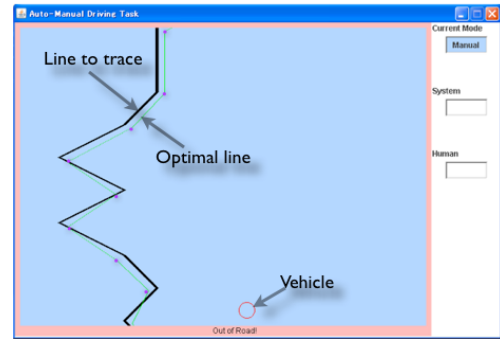 Auto-Manual Driving Task
Current Mode
Manual
Line to trace
System
Optimal line
Human
Vehicle
Out of Road!